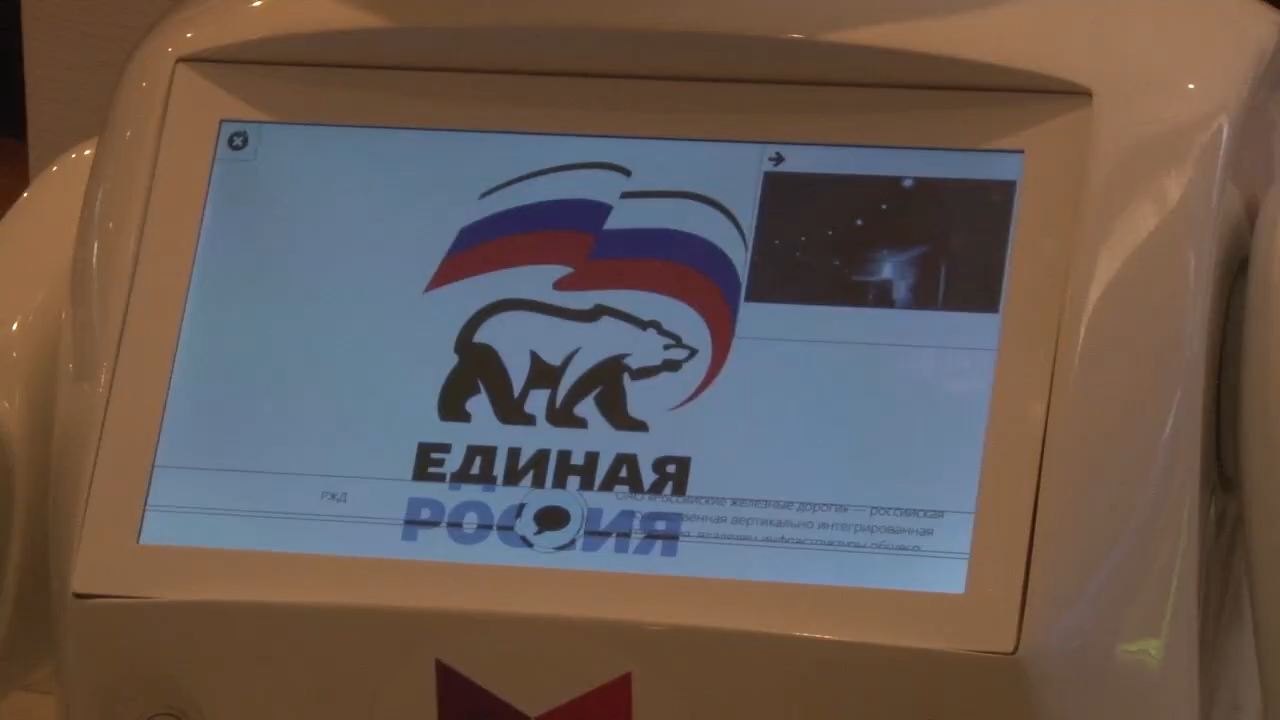 ЕДИНАЯ
РОССИЯ
РЖД
ОАО «Российские железные дороги» — российская
вертикально интегрированная